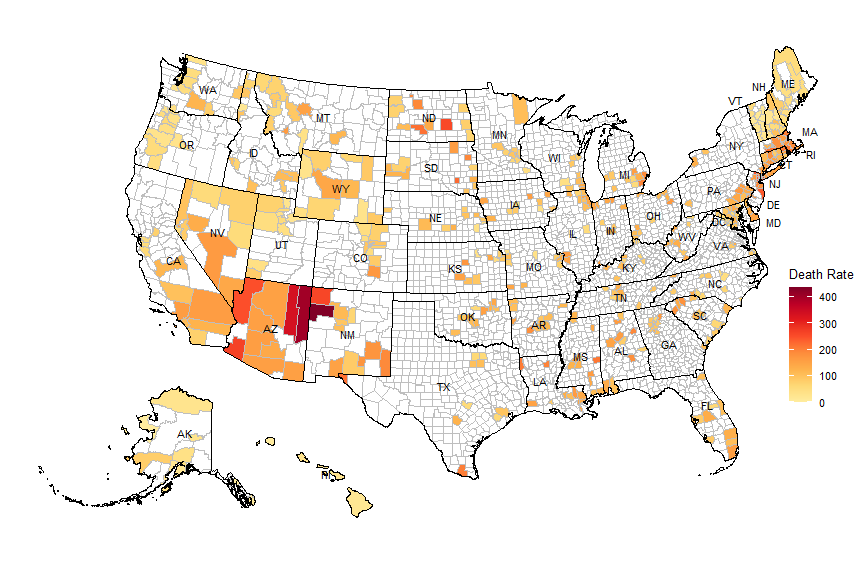 WA
MT
ND
MN
ME
NH
VT
OR
ID
WY
SD
WI
MI
NY
MA
RI
CT
NV
UT
CO
NE
IA
IL
IN
OH
PA
NJ
DE
MD
DC
CA
KS
MO
KY
WV
VA
AZ
NM
OK
AR
TN
NC
SC
TX
LA
MS
AL
GA
FL
AK
HI
Death Rate
400
300
200
100
0